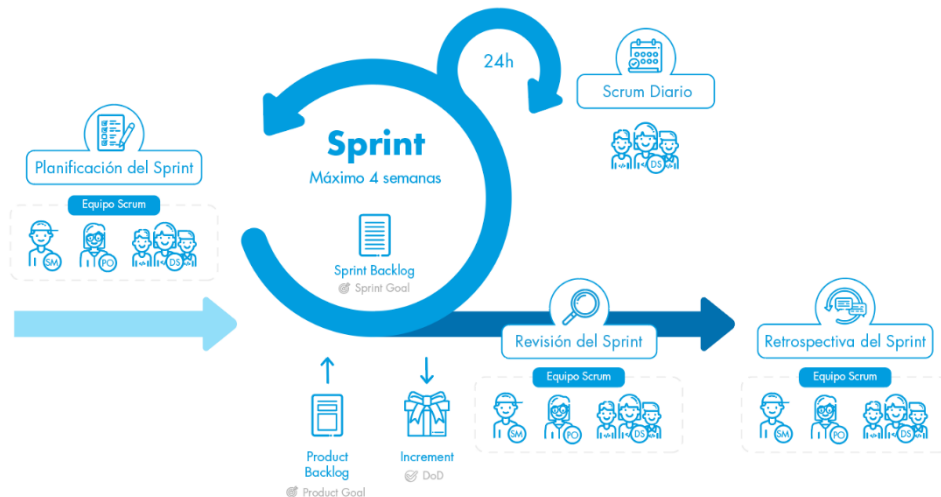 24h
Scrum Diario
DS
Sprint
Máximo 4 semanas
Planificación del Sprint
Equipo Scrum
SM
PO
DS
Sprint Backlog
Sprint Goal
Revisión del Sprint
Equipo Scrum
SM
PO
DS
Retrospectiva del Sprint
Equipo Scrum
SM
PO
DS
Product
Backlog
Product Goal
Increment
DoD